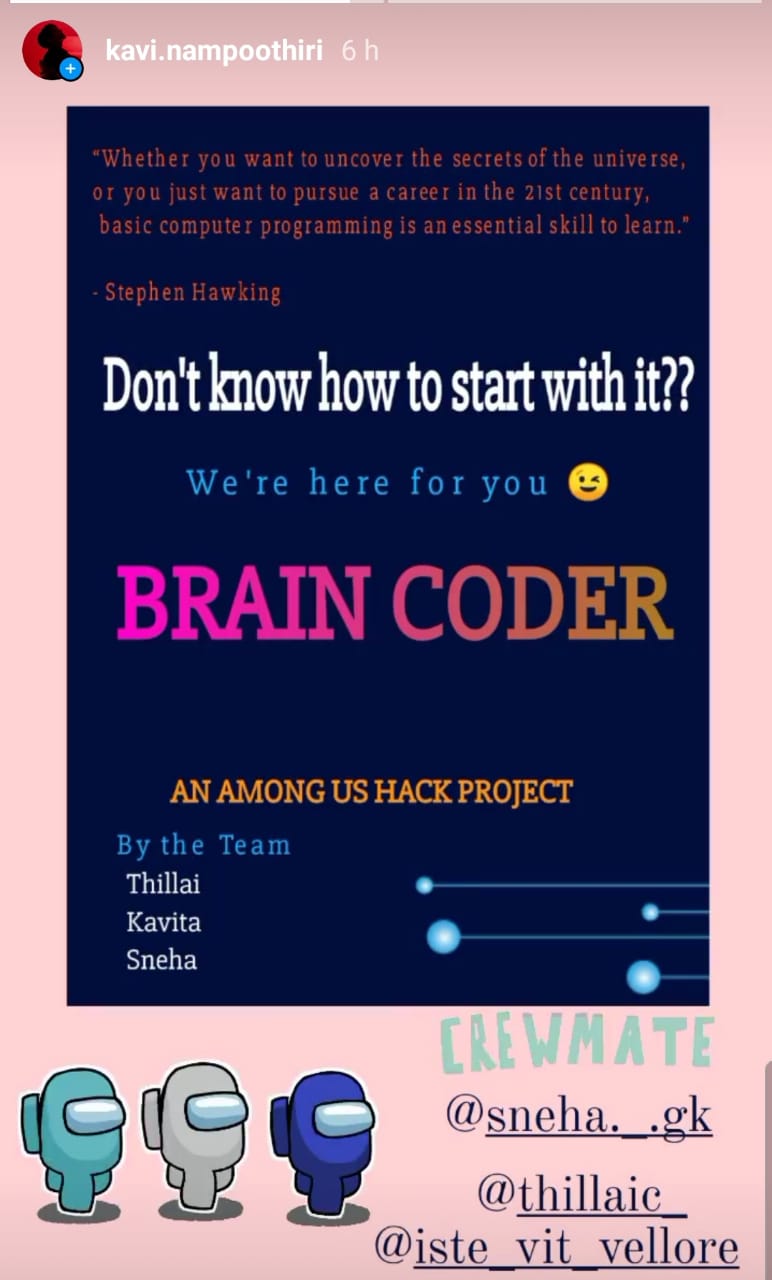 kavi.nampoothiri 6 h
“Whether you want to uncover the secrets of the universe,
or you just want to pursue a career in the 21st century,
basic computer programming is an essential skill to learn.”
- Stephen Hawking
Don't know how to start with it??
We're here for you 😉
BRAIN CODER
AN AMONG US HACK PROJECT
By the Team
Thillai
Kavita
Sneha
CREWMATE
@sneha._.gk
@thillaic_
@iste_vit_vellore